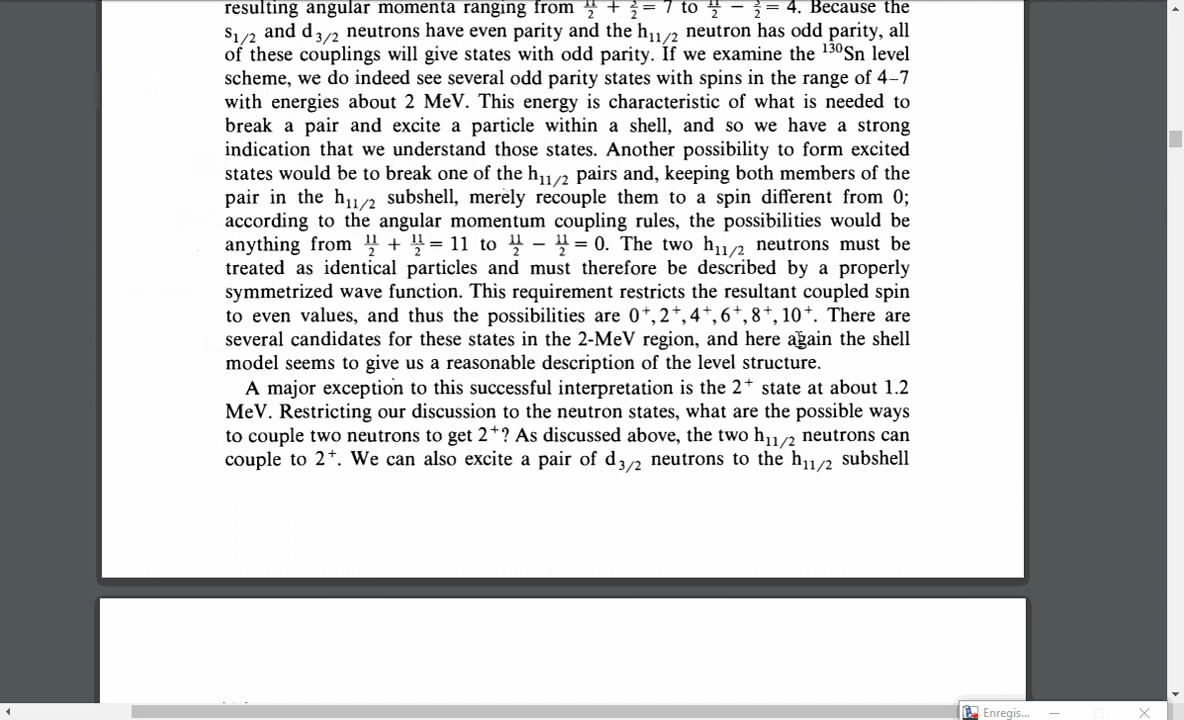 resulting angular momenta ranging from 11/2 + 3/2 = 7 to 11/2 − 3/2 = 4. Because the
s1/2 and d3/2 neutrons have even parity and the h11/2 neutron has odd parity, all
of these couplings will give states with odd parity. If we examine the ¹³⁰Sn level
scheme, we do indeed see several odd parity states with spins in the range of 4–7
with energies about 2 MeV. This energy is characteristic of what is needed to
break a pair and excite a particle within a shell, and so we have a strong
indication that we understand those states. Another possibility to form excited
states would be to break one of the h11/2 pairs and, keeping both members of the
pair in the h11/2 subshell, merely recouple them to a spin different from 0;
according to the angular momentum coupling rules, the possibilities would be
anything from 11/2 + 11/2 = 11 to 11/2 − 11/2 = 0. The two h11/2 neutrons must be
treated as identical particles and must therefore be described by a properly
symmetrized wave function. This requirement restricts the resultant coupled spin
to even values, and thus the possibilities are 0⁺, 2⁺, 4⁺, 6⁺, 8⁺, 10⁺. There are
several candidates for these states in the 2-MeV region, and here again the shell
model seems to give us a reasonable description of the level structure.
A major exception to this successful interpretation is the 2⁺ state at about 1.2
MeV. Restricting our discussion to the neutron states, what are the possible ways
to couple two neutrons to get 2⁺? As discussed above, the two h11/2 neutrons can
couple to 2⁺. We can also excite a pair of d3/2 neutrons to the h11/2 subshell
Enregis...